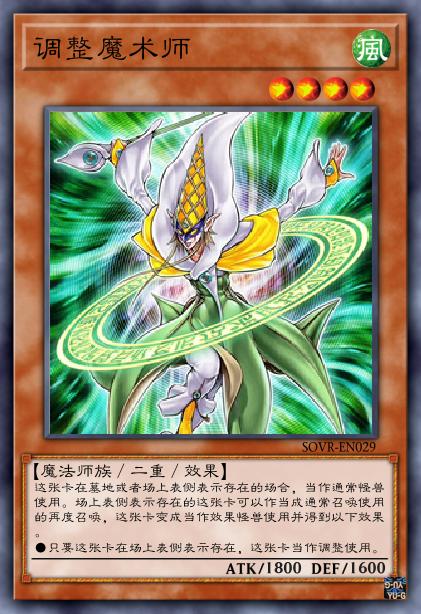 调整魔术师
風
SOVR-EN029
【魔法师族／二重／效果】
这张卡在墓地或者场上表侧表示存在的场合，当作通常怪兽
使用。场上表侧表示存在的这张卡可以作当成通常召唤使用
的再度召唤，这张卡变成当作效果怪兽使用并得到以下效果
。
●只要这张卡在场上表侧表示存在，这张卡当作调整使用。
ATK/1800 DEF/1600